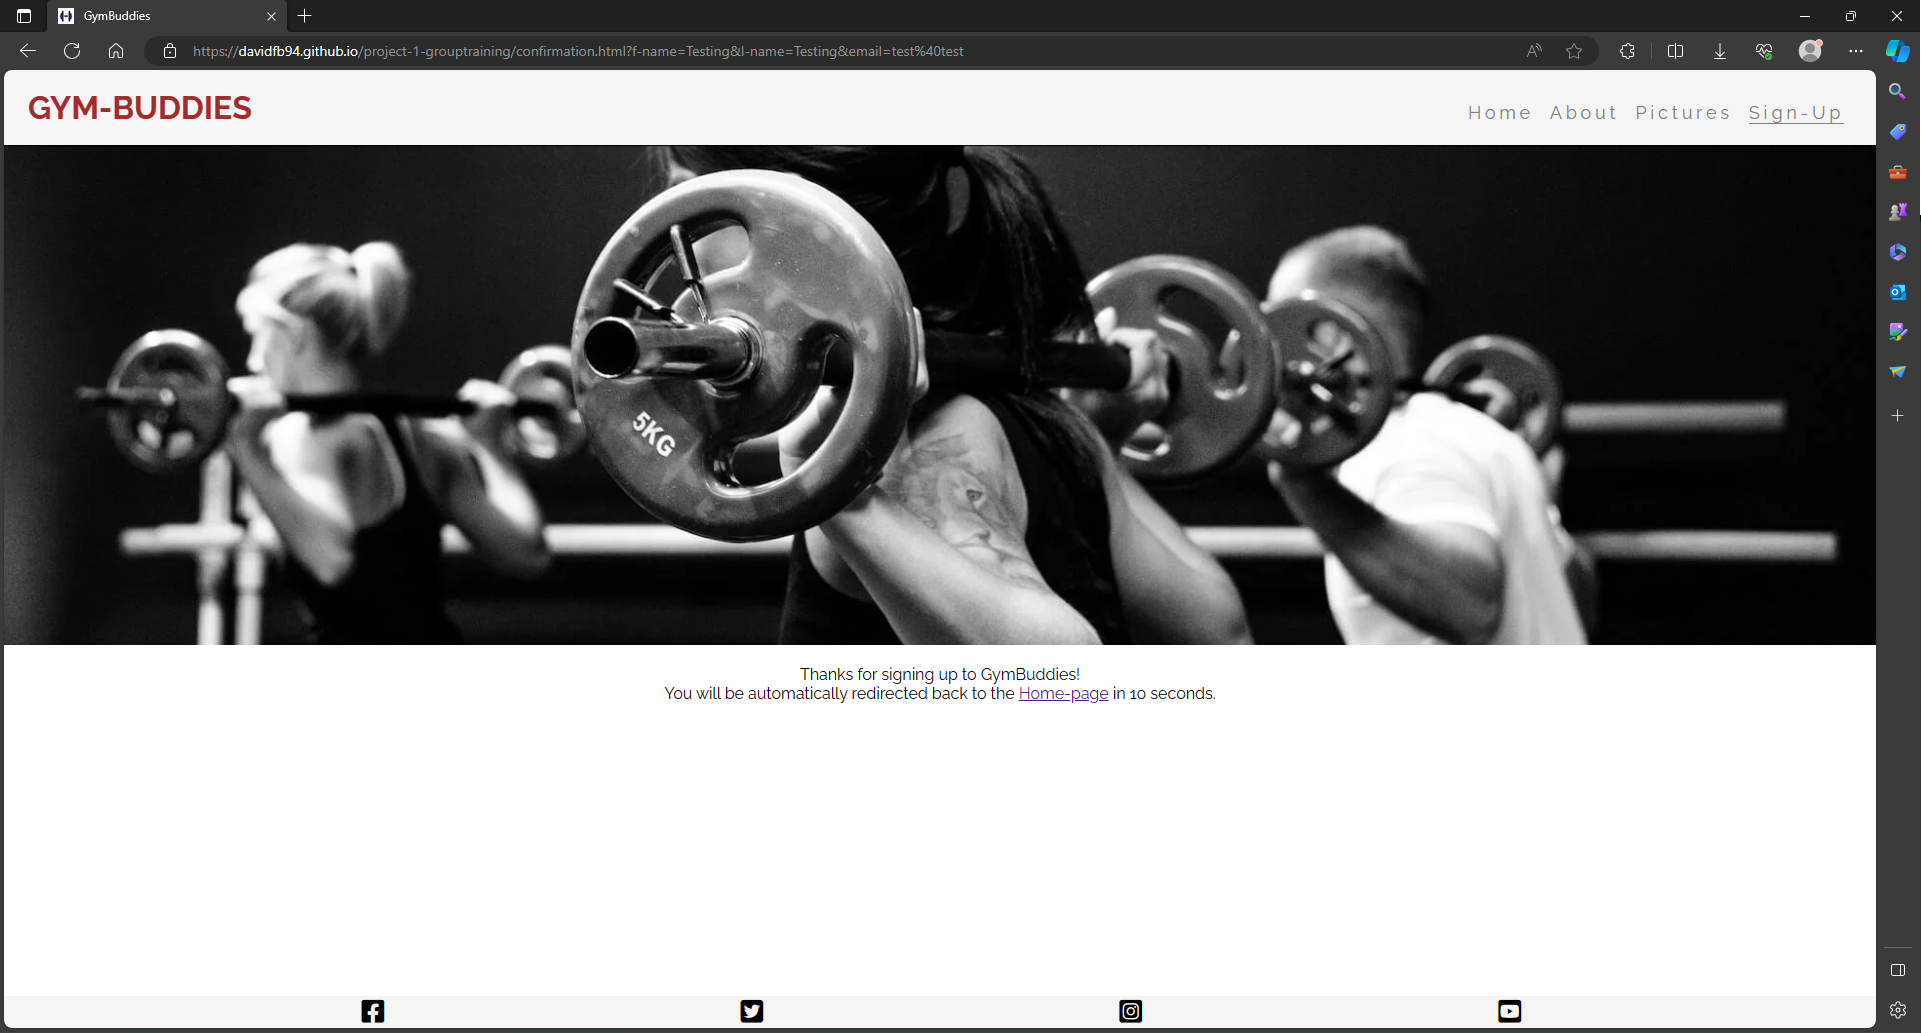 GymBuddies
https://davidfb94.github.io/project-1-grouptraining/confirmation.html?f-name=Testing&l-name=Testing&email=test%40test
GYM-BUDDIES
Home About Pictures Sign-Up
5KG
Thanks for signing up to GymBuddies!
You will be automatically redirected back to the Home-page in 10 seconds.